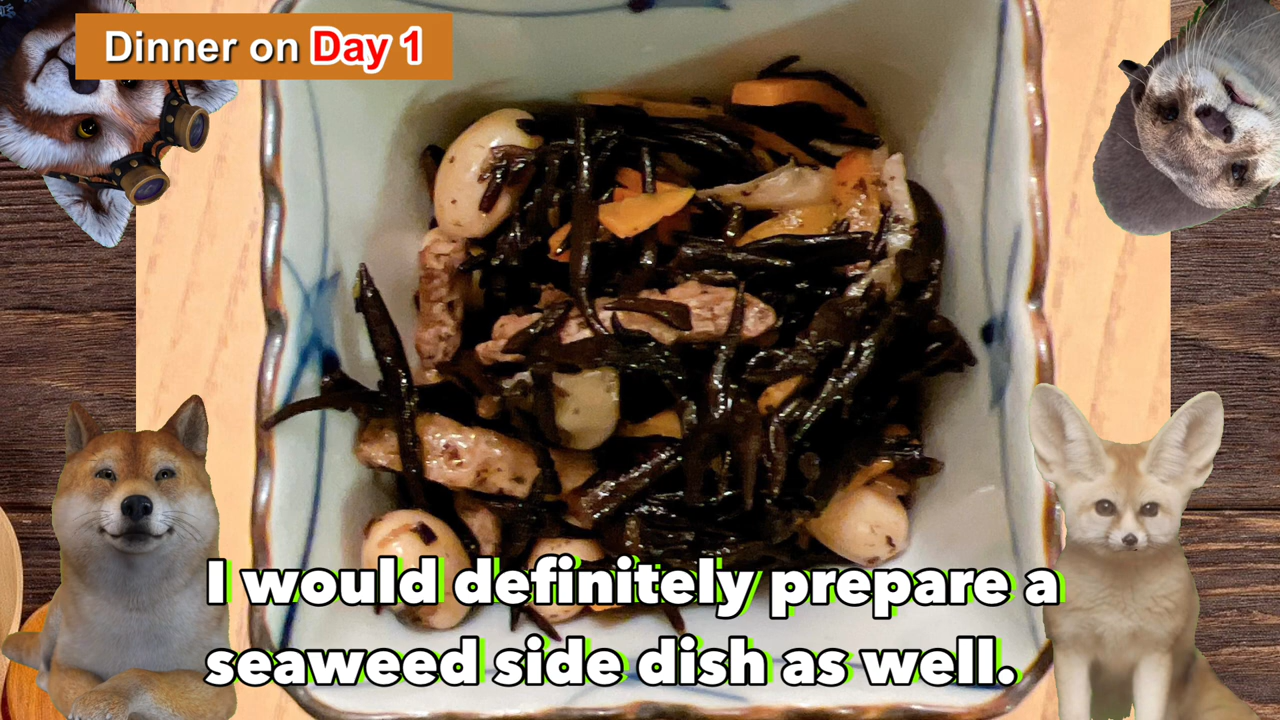 Dinner on Day 1
I would definitely prepare a
seaweed side dish as well.